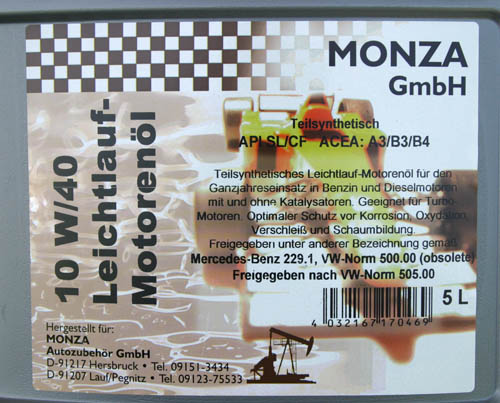 MONZA
GmbH
10 W/40
Leichtlauf-
Motorenöl
Teilsynthetisch
API SL/CF ACEA: A3/B3/B4
Teilsynthetisches Leichtlauf-Motorenöl für den
Ganzjahreseinsatz in Benzin und Dieselmotoren
mit und ohne Katalysatoren. Geeignet für Turbo-
Motoren. Optimaler Schutz vor Korrosion, Oxydation,
Verschleiß und Schaumbildung.
Freigegeben unter anderer Bezeichnung gemäß
Mercedes-Benz 229.1, VW-Norm 500.00 (obsolete)
Freigegeben nach VW-Norm 505.00
5 L
4 032167 170469
Hergestellt für:
MONZA
Autozubehör GmbH
D-91217 Hersbruck • Tel. 09151-3434
D-91207 Lauf/Pegnitz • Tel. 09123-75533